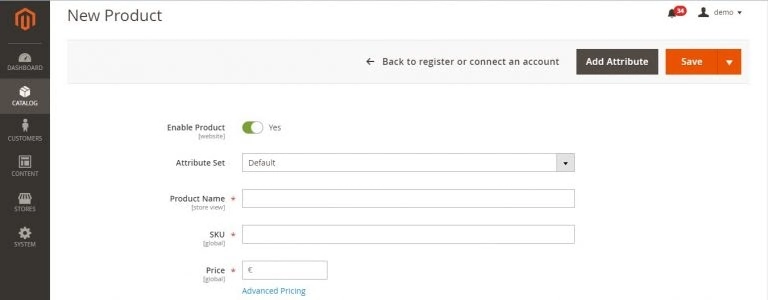 New Product
34
demo
← Back to register or connect an account
Add Attribute
Save
DASHBOARD
CATALOG
CUSTOMERS
CONTENT
STORES
SYSTEM
Enable Product
[website]
Yes
Attribute Set
Default
Product Name *
[store view]
SKU *
[global]
Price *
[global]
€
Advanced Pricing